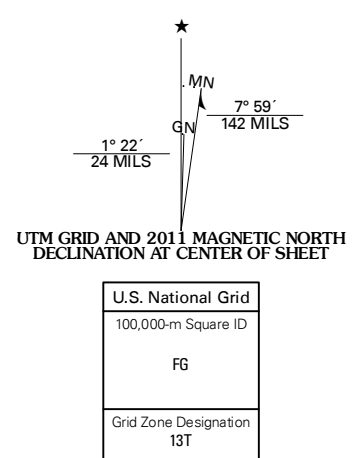 ★
MN
7° 59´
142 MILS
GN
1° 22´
24 MILS
UTM GRID AND 2011 MAGNETIC NORTH
DECLINATION AT CENTER OF SHEET
U.S. National Grid
100,000-m Square ID
FG
Grid Zone Designation
13T